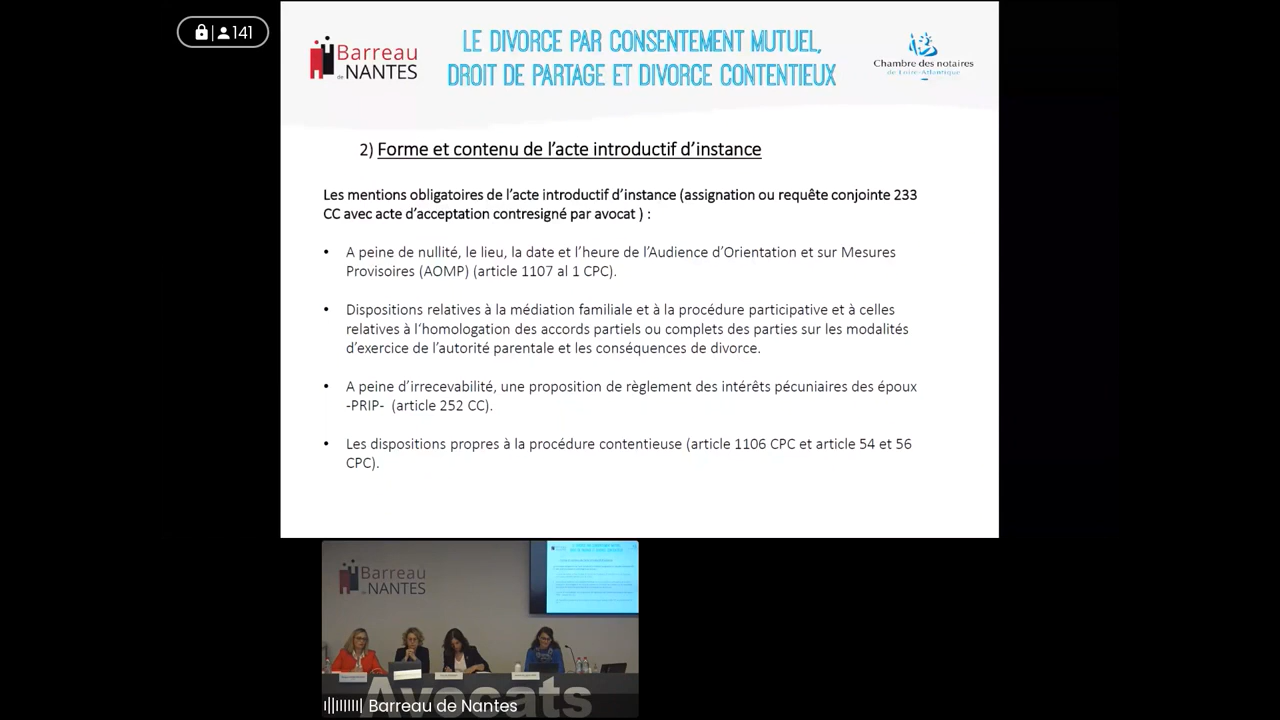 141
Barreau
de NANTES
LE DIVORCE PAR CONSENTEMENT MUTUEL,
DROIT DE PARTAGE ET DIVORCE CONTENTIEUX
Chambre des notaires
de Loire-Atlantique
2) Forme et contenu de l’acte introductif d’instance
Les mentions obligatoires de l’acte introductif d’instance (assignation ou requête conjointe 233
CC avec acte d’acceptation contresigné par avocat ) :
• A peine de nullité, le lieu, la date et l’heure de l’Audience d’Orientation et sur Mesures
Provisoires (AOMP) (article 1107 al 1 CPC).
• Dispositions relatives à la médiation familiale et à la procédure participative et à celles
relatives à l’homologation des accords partiels ou complets des parties sur les modalités
d’exercice de l’autorité parentale et les conséquences de divorce.
• A peine d’irrecevabilité, une proposition de règlement des intérêts pécuniaires des époux
-PRIP- (article 252 CC).
• Les dispositions propres à la procédure contentieuse (article 1106 CPC et article 54 et 56
CPC).
Barreau
de NANTES
Avocats
Barreau de Nantes